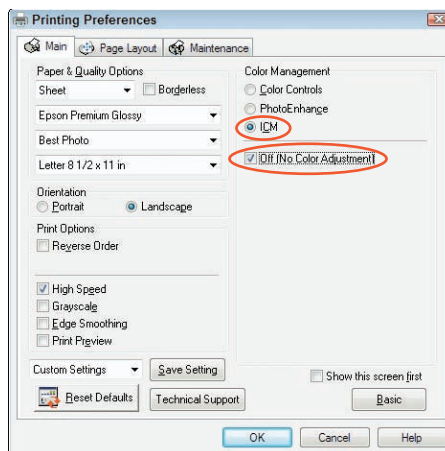 Printing Preferences
Main
Page Layout
Maintenance
Paper & Quality Options
Sheet
Borderless
Epson Premium Glossy
Best Photo
Letter 8 1/2 x 11 in
Orientation
Portrait
Landscape
Print Options
Reverse Order
High Speed
Grayscale
Edge Smoothing
Print Preview
Custom Settings
Save Setting
Reset Defaults
Technical Support
Color Management
Color Controls
PhotoEnhance
ICM
Off (No Color Adjustment)
Show this screen first
Basic
OK
Cancel
Help